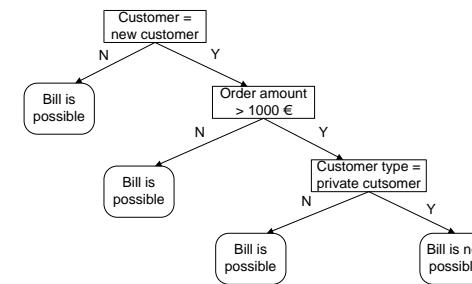 Customer =
new customer
N
Y
Bill is
possible
Order amount
> 1000 €
N
Y
Bill is
possible
Customer type =
private cutsomer
N
Y
Bill is
possible
Bill is